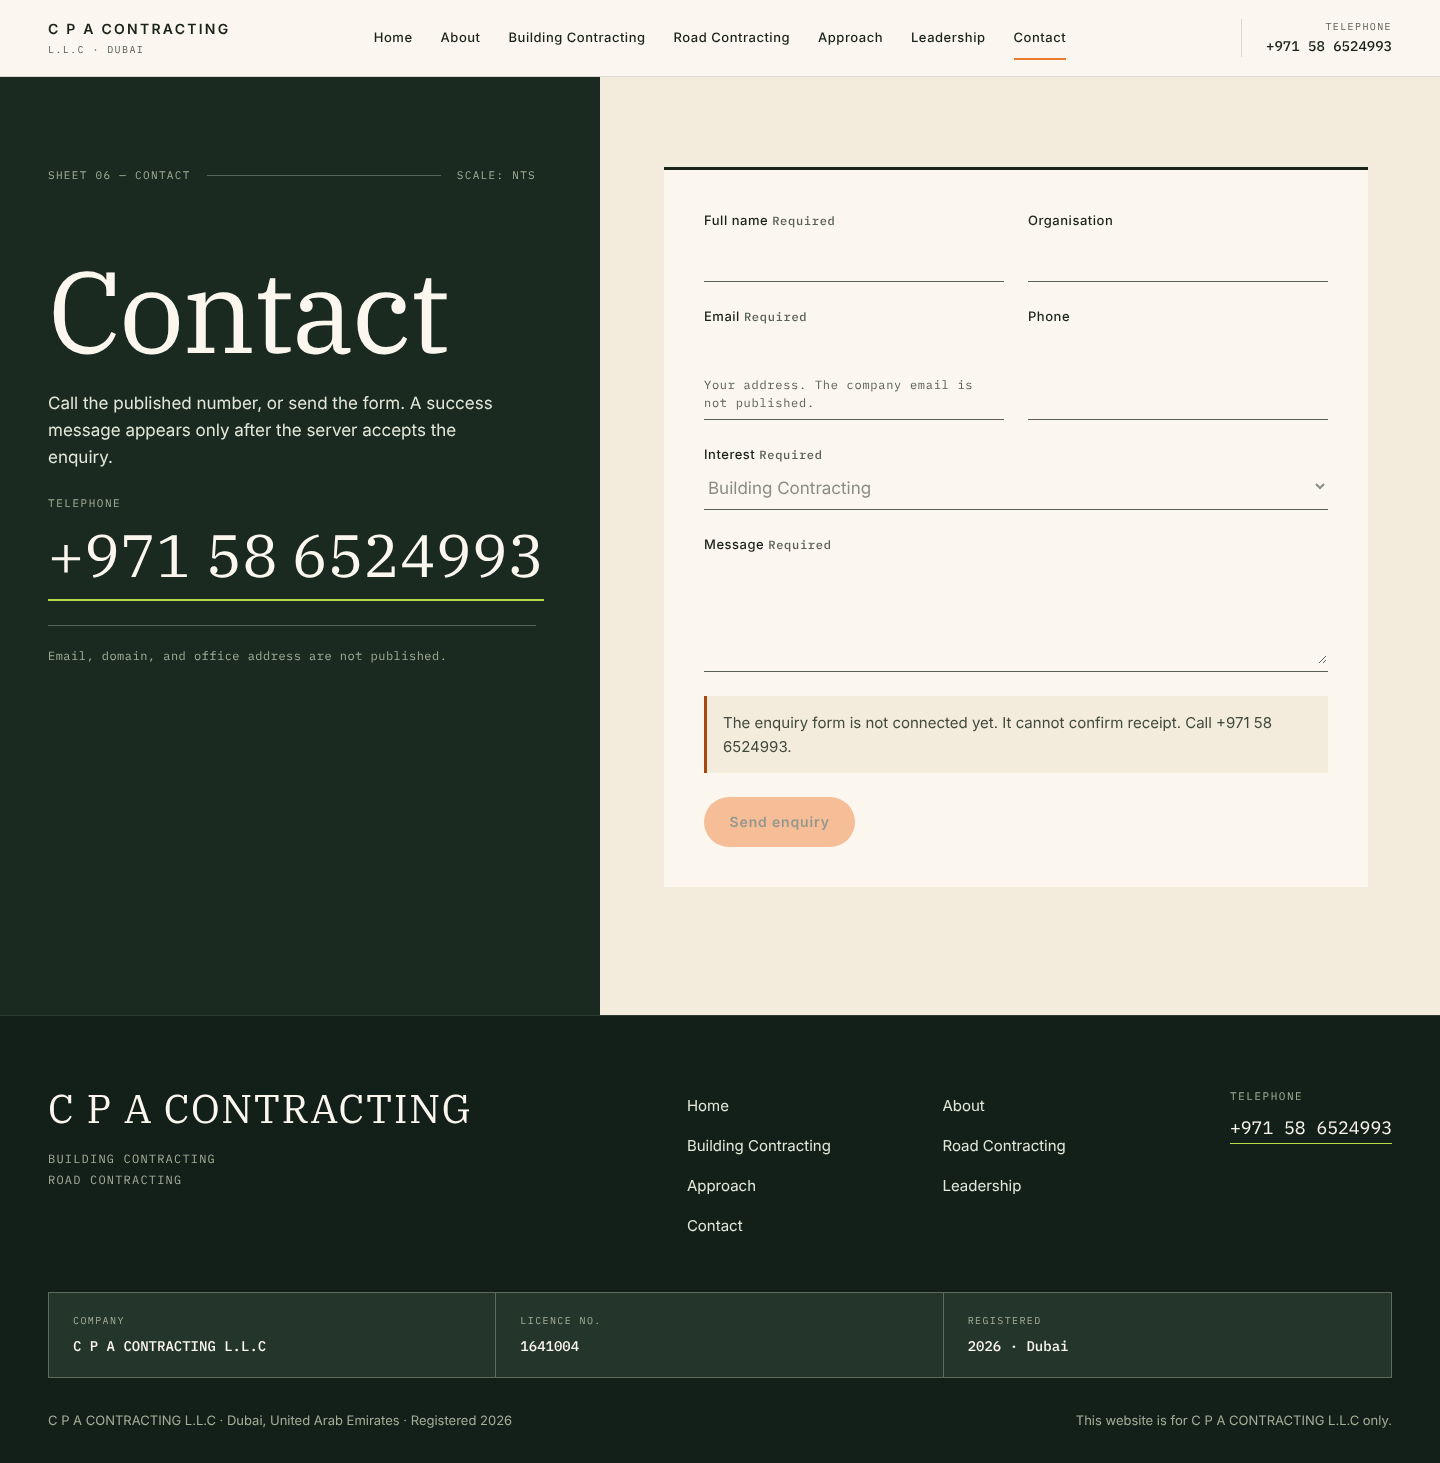 C P A CONTRACTING
L.L.C · DUBAI
Home About Building Contracting Road Contracting Approach Leadership Contact
TELEPHONE
+971 58 6524993
SHEET 06 — CONTACT
SCALE: NTS
Contact
Call the published number, or send the form. A success
message appears only after the server accepts the
enquiry.
TELEPHONE
+971 58 6524993
Email, domain, and office address are not published.
Full name Required
Organisation
Email Required
Phone
Your address. The company email is
not published.
Interest Required
Building Contracting
Message Required
The enquiry form is not connected yet. It cannot confirm receipt. Call +971 58
6524993.
Send enquiry
C P A CONTRACTING
BUILDING CONTRACTING
ROAD CONTRACTING
Home
About
Building Contracting
Road Contracting
Approach
Leadership
Contact
TELEPHONE
+971 58 6524993
COMPANY
C P A CONTRACTING L.L.C
LICENCE NO.
1641004
REGISTERED
2026 · Dubai
C P A CONTRACTING L.L.C · Dubai, United Arab Emirates · Registered 2026
This website is for C P A CONTRACTING L.L.C only.